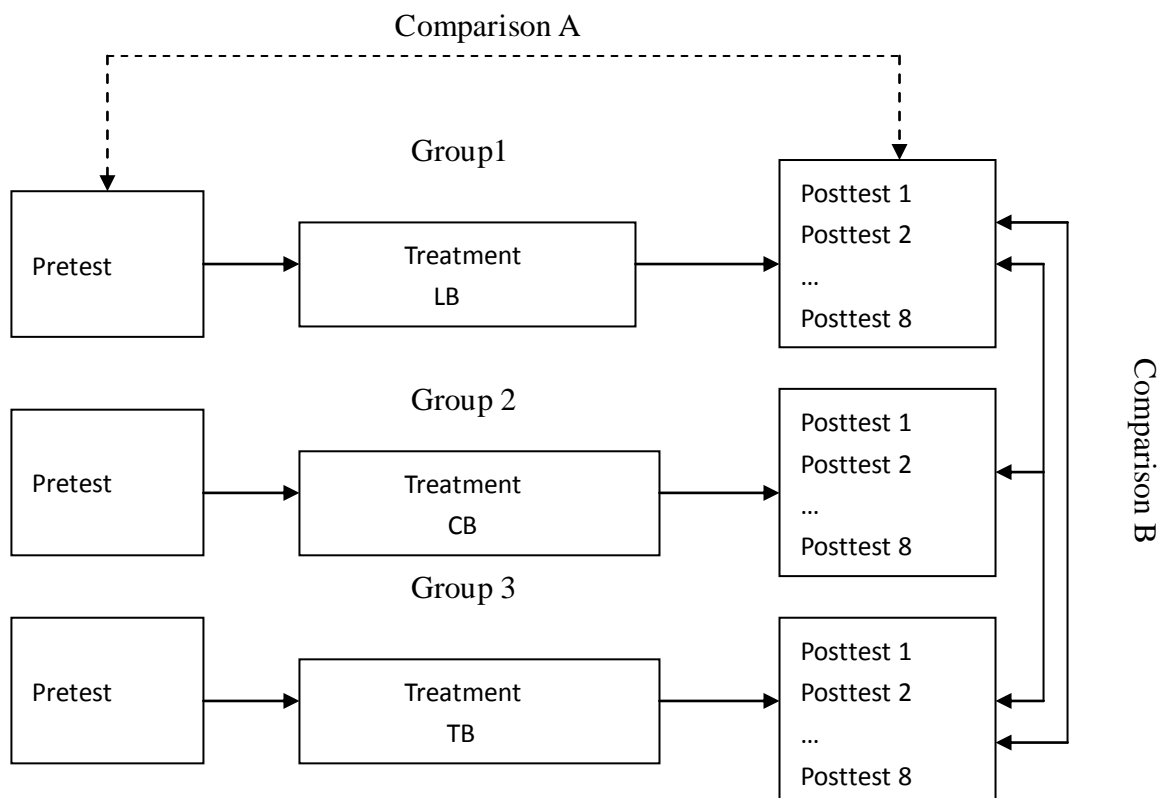 Comparison A
Group1
Pretest
Treatment
LB
Posttest 1
Posttest 2
...
Posttest 8
Group 2
Pretest
Treatment
CB
Posttest 1
Posttest 2
...
Posttest 8
Group 3
Pretest
Treatment
TB
Posttest 1
Posttest 2
...
Posttest 8
Comparison B